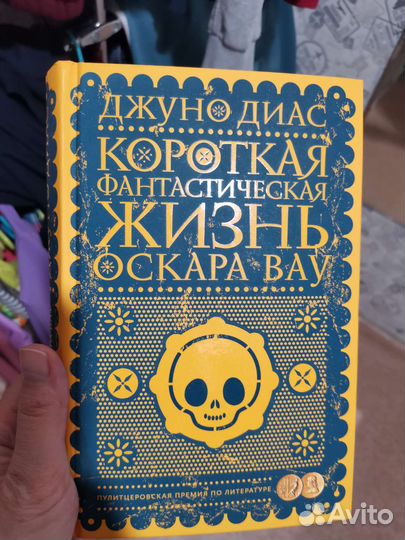 ДЖУНО ДИАС
КОРОТКАЯ
ФАНТАСТИЧЕСКАЯ
ЖИЗНЬ
ОСКАРА ВАУ
ПУЛИТЦЕРОВСКАЯ ПРЕМИЯ ПО ЛИТЕРАТУРЕ
Avito